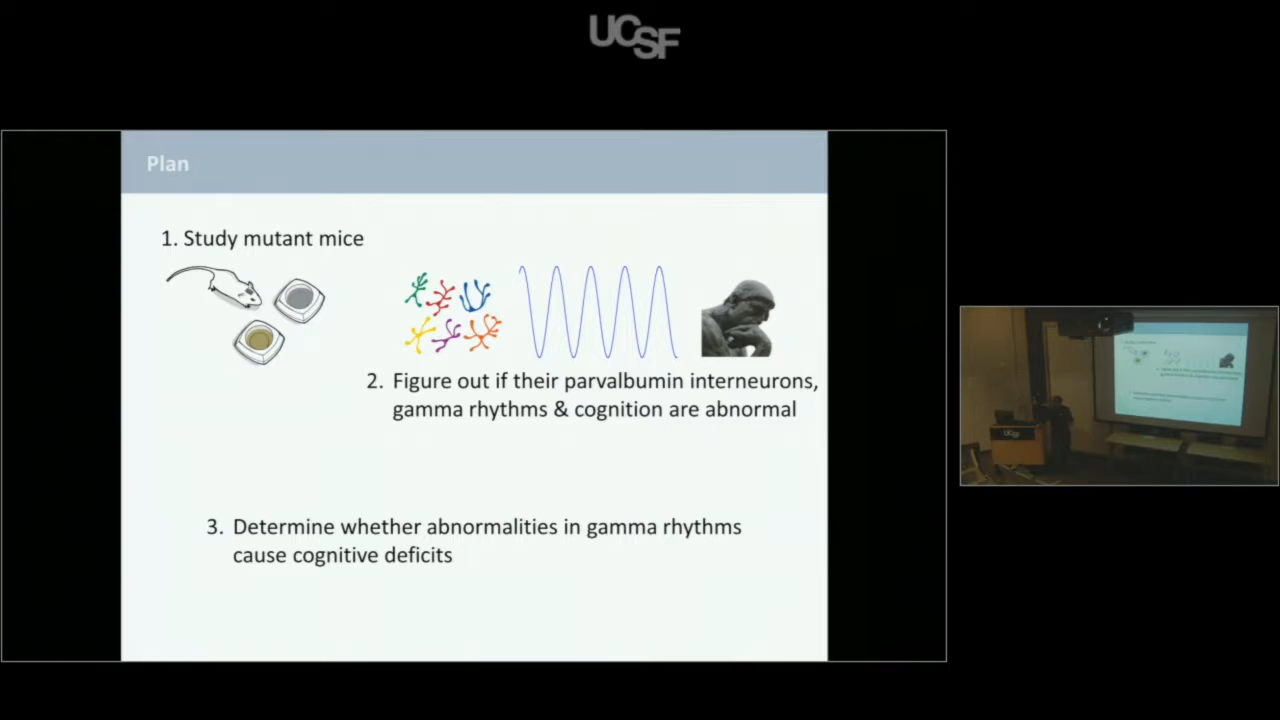 UCSF
Plan
1. Study mutant mice
2. Figure out if their parvalbumin interneurons,
gamma rhythms & cognition are abnormal
3. Determine whether abnormalities in gamma rhythms
cause cognitive deficits
UCSF